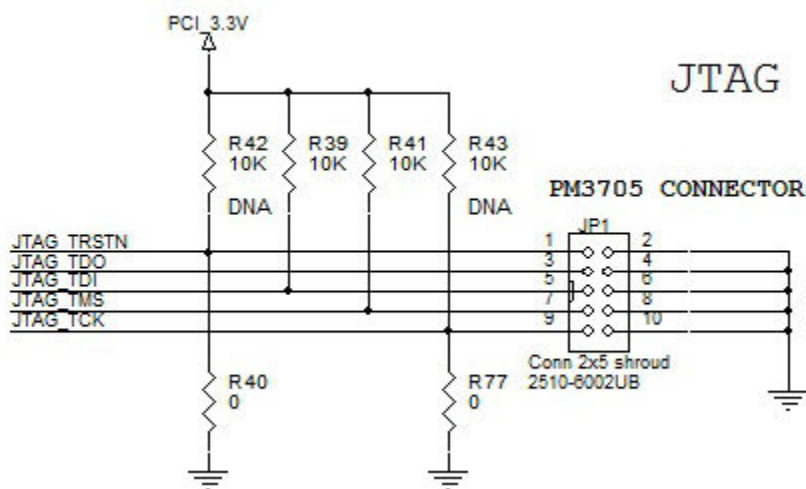 PCI_3.3V
JTAG
R42 R39 R41 R43
10K 10K 10K 10K
DNA DNA
PM3705 CONNECTOR
JP1
JTAG_TRSTN 1 2
JTAG_TDO 3 4
JTAG_TDI 5 6
JTAG_TMS 7 8
JTAG_TCK 9 10
Conn 2x5 shroud
2510-6002UB
R40 R77
0 0